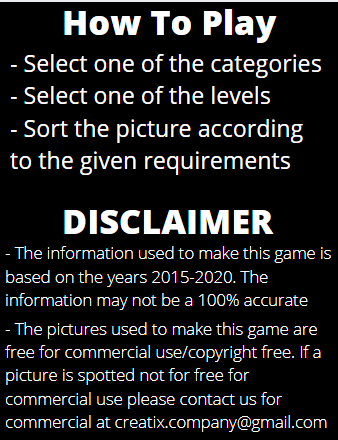 How To Play
- Select one of the categories
- Select one of the levels
- Sort the picture according
to the given requirements
DISCLAIMER
- The information used to make this game is
based on the years 2015-2020. The
information may not be a 100% accurate
- The pictures used to make this game are
free for commercial use/copyright free. If a
picture is spotted not for free for
commercial use please contact us for
commercial at creatix.company@gmail.com